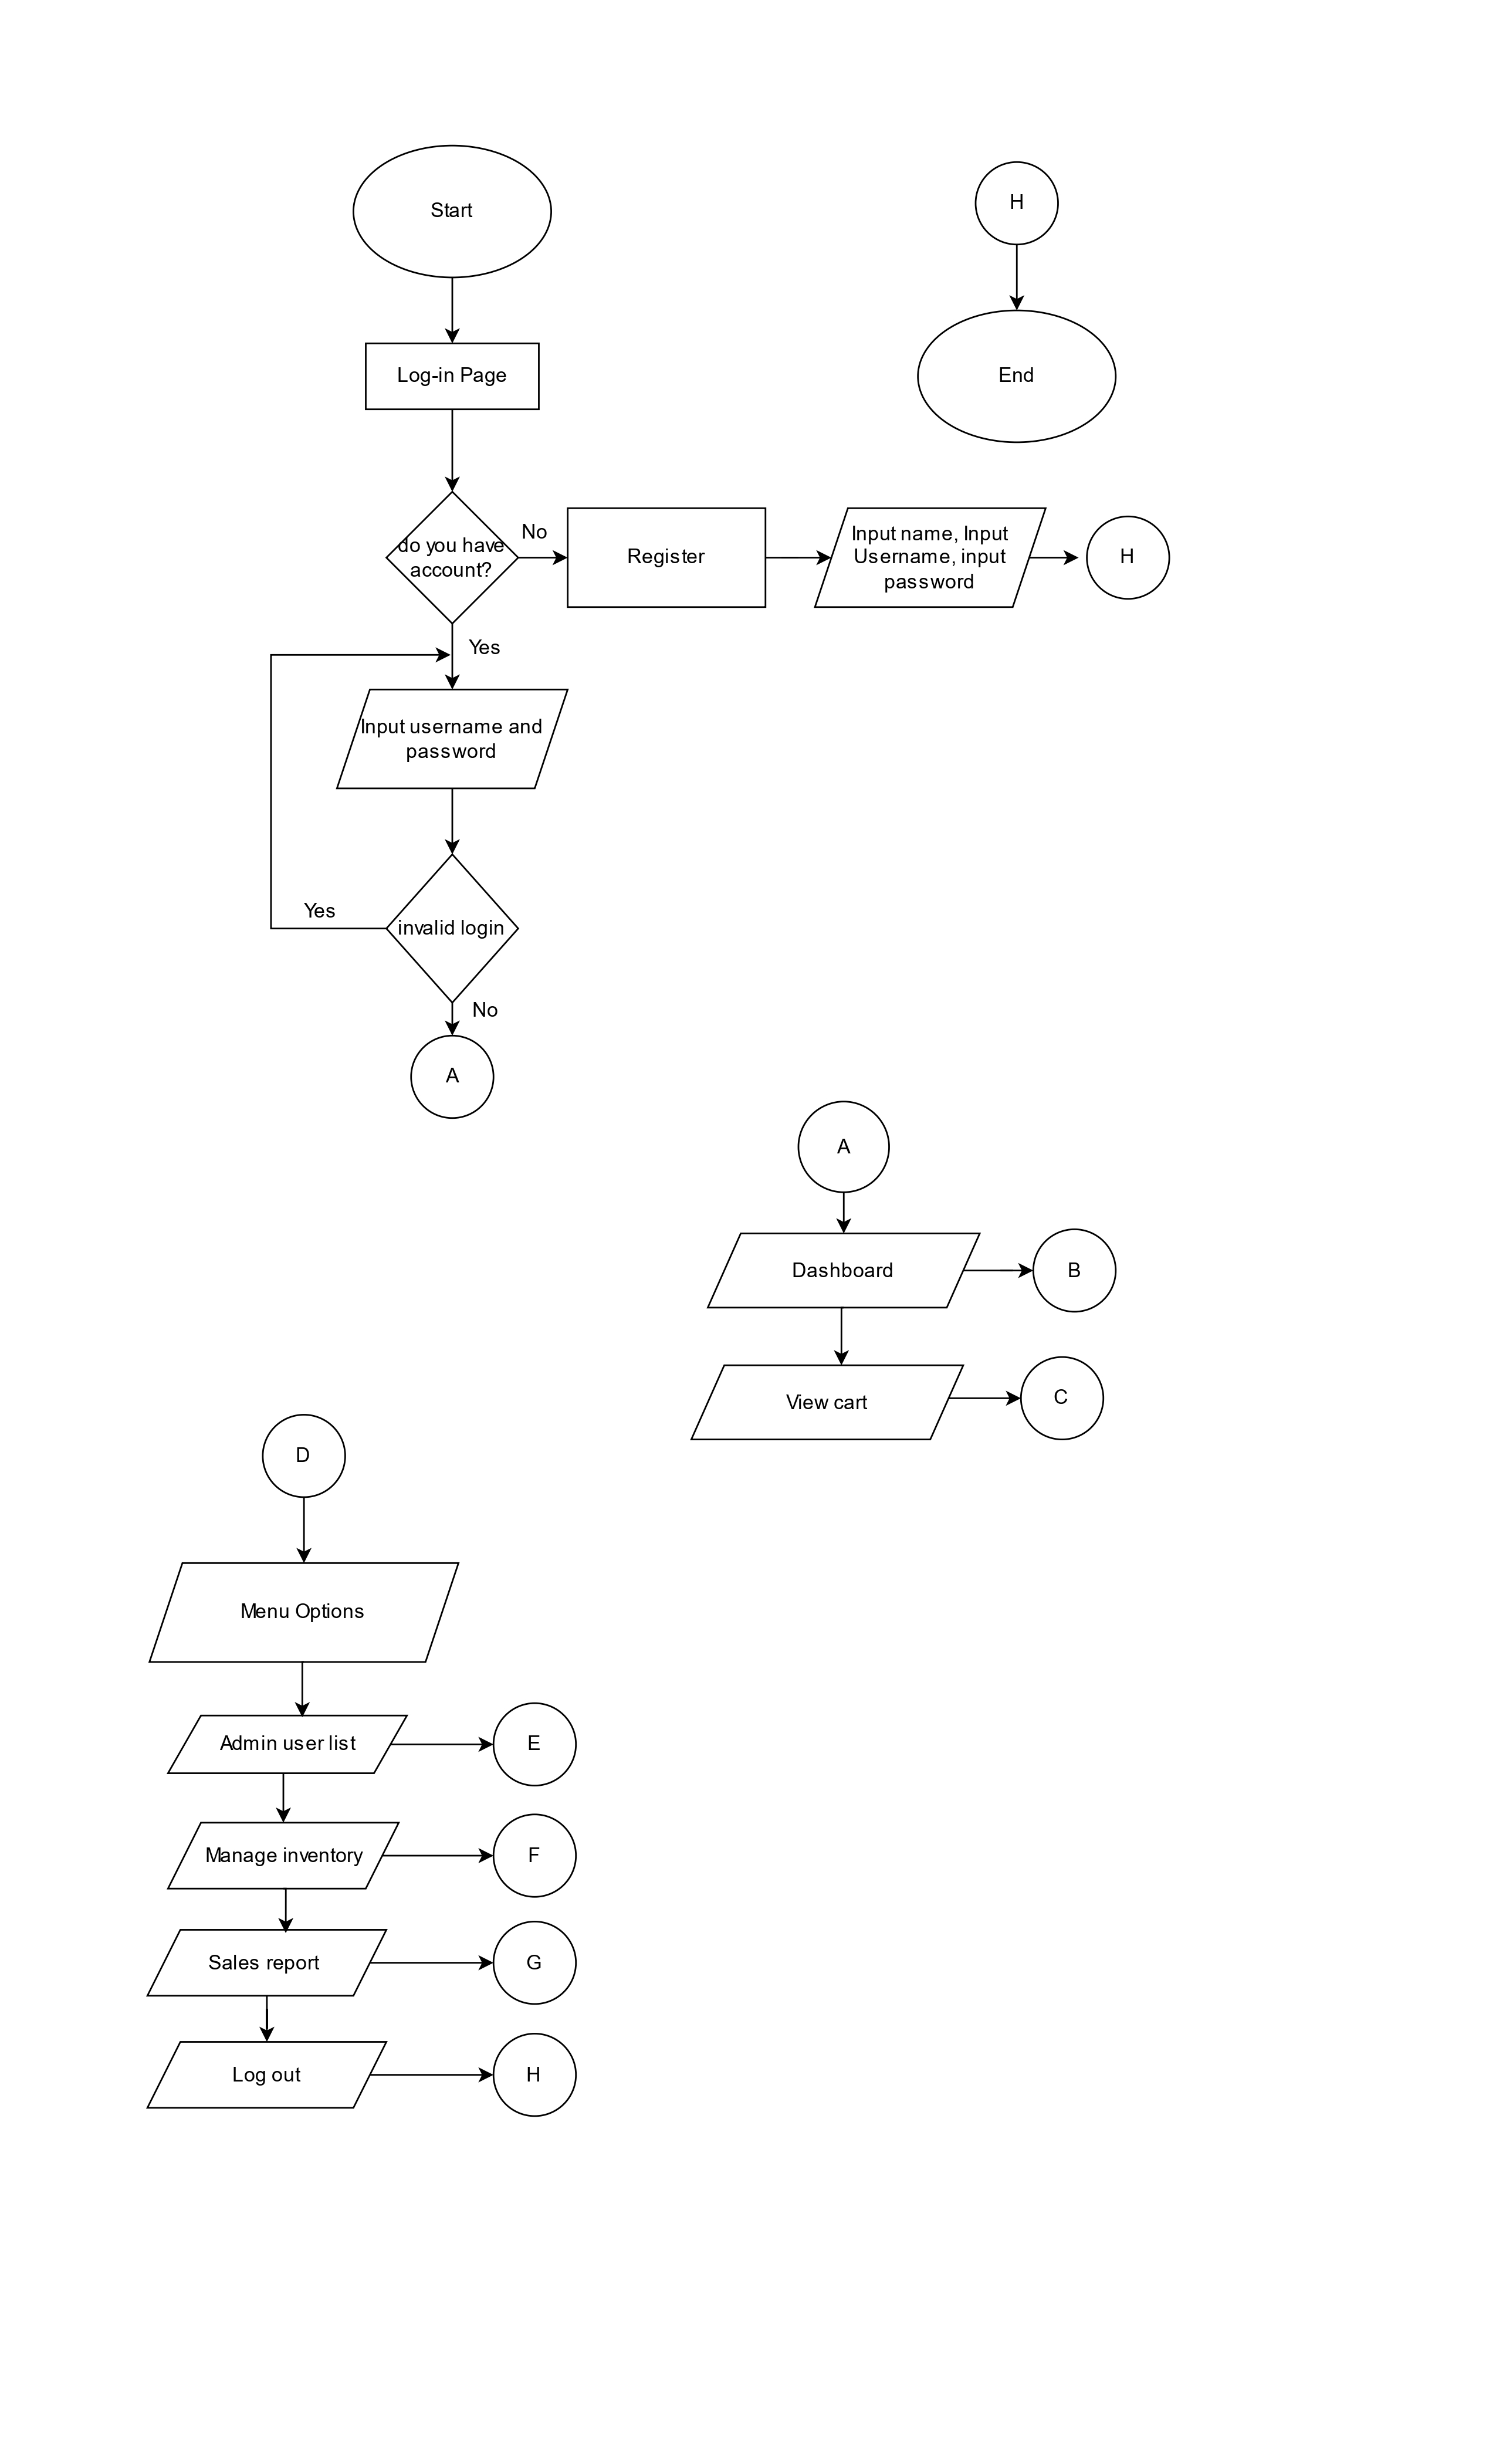 Start
H
Log-in Page
End
do you have
account?
No
Register
Input name, Input
Username, input
password
H
Yes
Input username and
password
Yes
invalid login
No
A
A
Dashboard
B
View cart
C
D
Menu Options
Admin user list
E
Manage inventory
F
Sales report
G
Log out
H